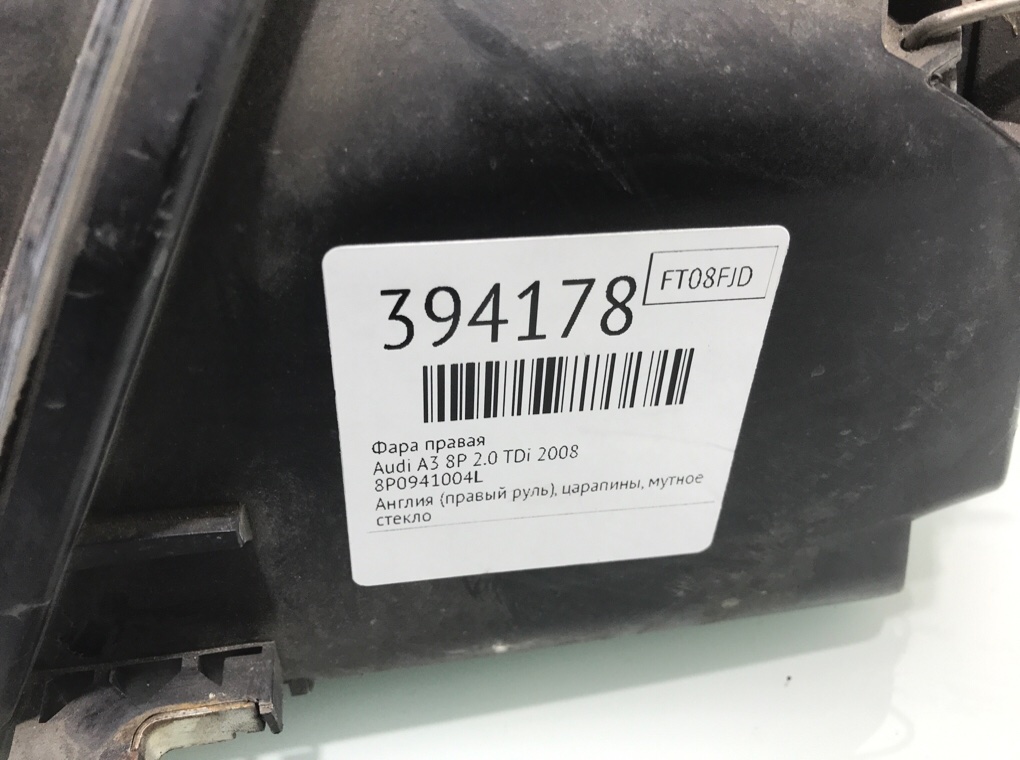 394178
FT08FJD
Фара правая
Audi A3 8P 2.0 TDi 2008
8P0941004L
Англия (правый руль), царапины, мутное
стекло